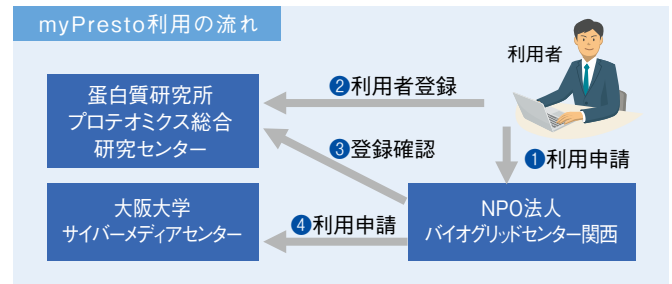 myPresto利用の流れ
利用者
蛋白質研究所
プロテオミクス総合
研究センター
❷利用者登録
❸登録確認
❶利用申請
大阪大学
サイバーメディアセンター
❹利用申請
NPO法人
バイオグリッドセンター関西